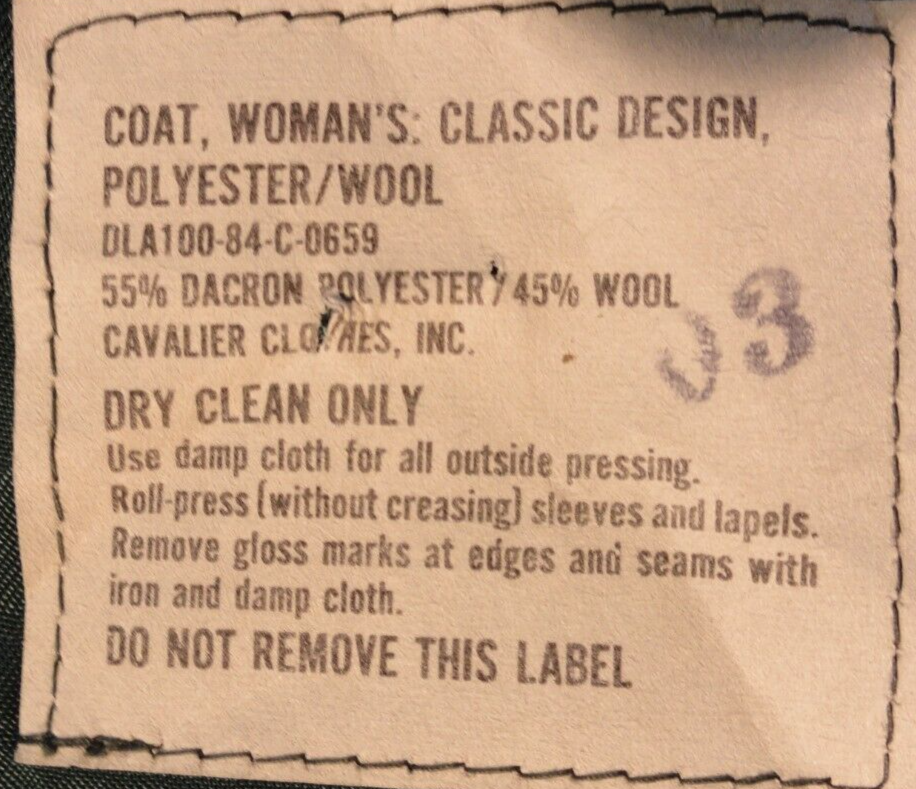 COAT, WOMAN'S: CLASSIC DESIGN,
POLYESTER/WOOL
DLA100-84-C-0659
55% DACRON POLYESTER/45% WOOL
CAVALIER CLOTHES, INC.
DRY CLEAN ONLY
Use damp cloth for all outside pressing.
Roll-press (without creasing) sleeves and lapels.
Remove gloss marks at edges and seams with
iron and damp cloth.
DO NOT REMOVE THIS LABEL